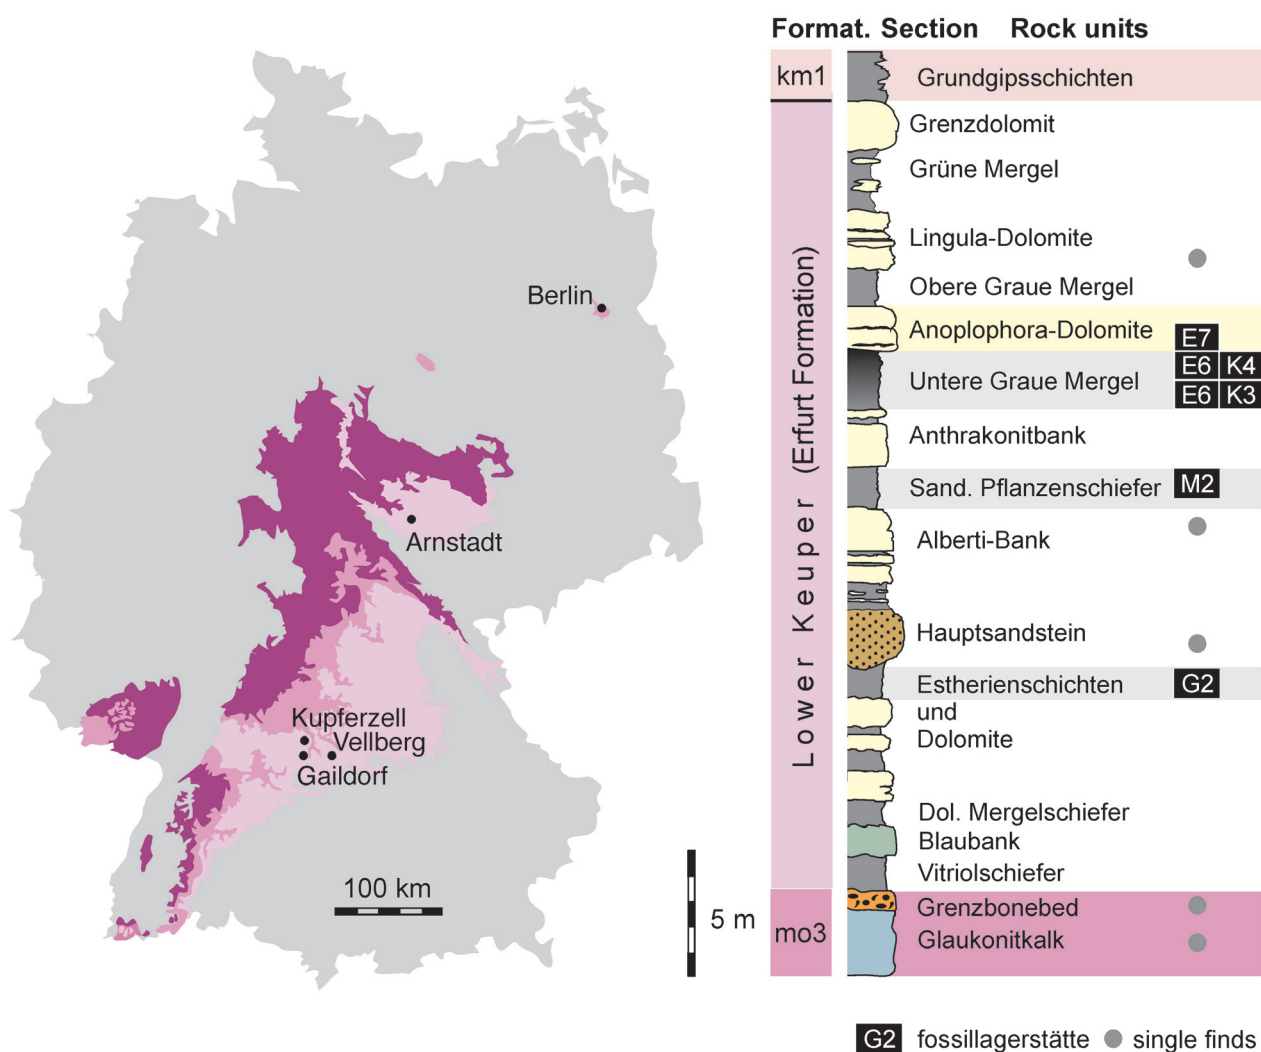 Format. Section Rock units
km1
Grundgipsschichten
Grenzdolomit
Grüne Mergel
Lingula-Dolomite
Obere Graue Mergel
Anoplophora-Dolomite
E7
E6 K4
Untere Graue Mergel
E6 K3
Anthrakonitbank
Sand. Pflanzenschiefer M2
Alberti-Bank
Hauptsandstein
Estherienschichten G2
und
Dolomite
Dol. Mergelschiefer
Blaubank
Vitriolschiefer
Grenzbonebed
Glaukonitkalk
Lower Keuper (Erfurt Formation)
mo3
5 m
G2 fossillagerstätte single finds
Berlin
Arnstadt
Kupferzell
Vellberg
Gaildorf
100 km